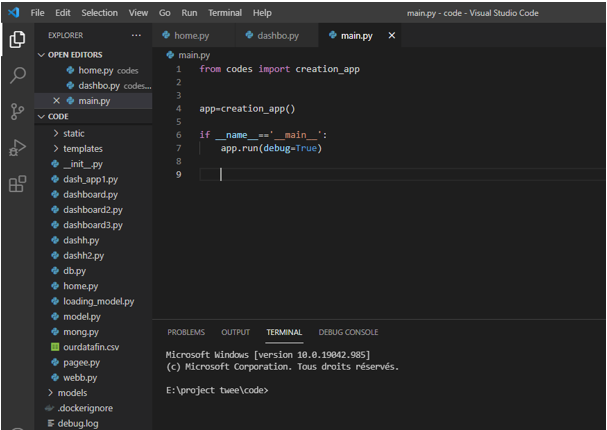 File Edit Selection View Go Run Terminal Help main.py - code - Visual Studio Code
EXPLORER ...
home.py dashbo.py main.py
OPEN EDITORS
home.py codes
dashbo.py codes...
main.py
CODE
static
templates
__init__.py
dash_app1.py
dashboard.py
dashboard2.py
dashboard3.py
dashh.py
dashh2.py
db.py
home.py
loading_model.py
model.py
mong.py
ourdatafin.csv
pagee.py
webb.py
models
.dockerignore
debug.log
main.py
1 from codes import creation_app
2
3
4 app=creation_app()
5
6 if __name__=='__main__':
7 app.run(debug=True)
8
9
PROBLEMS OUTPUT TERMINAL DEBUG CONSOLE
Microsoft Windows [version 10.0.19042.985]
(c) Microsoft Corporation. Tous droits réservés.
E:\project twee\code>